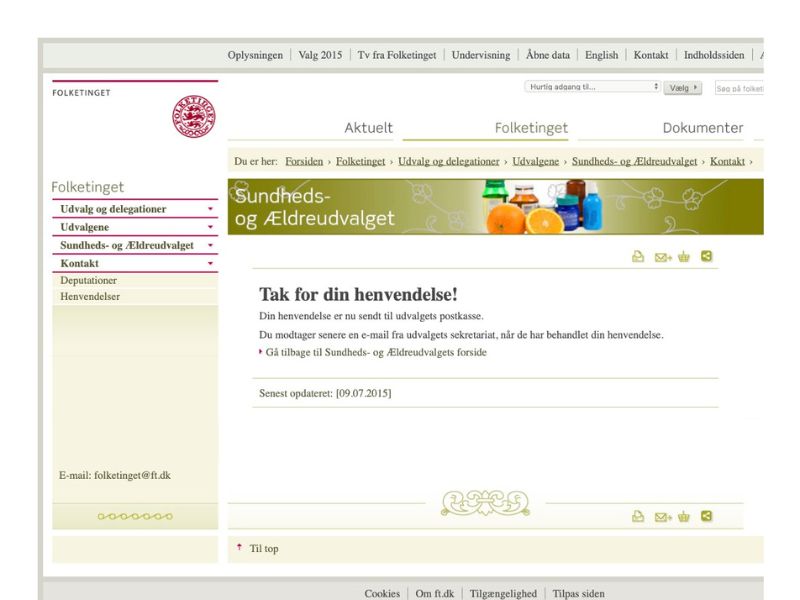 Oplysningen | Valg 2015 | Tv fra Folketinget | Undervisning | Åbne data | English | Kontakt | Indholdssiden |
FOLKETINGET
FOLKETINGET
Hurtig adgang til...
Vælg
Søg på folketi
Aktuelt
Folketinget
Dokumenter
Du er her: Forsiden › Folketinget › Udvalg og delegationer › Udvalgene › Sundheds- og Ældreudvalget › Kontakt ›
Folketinget
Udvalg og delegationer
Udvalgene
Sundheds- og Ældreudvalget
Kontakt
Deputationer
Henvendelser
E-mail: folketinget@ft.dk
Sundheds-
og Ældreudvalget
Tak for din henvendelse!
Din henvendelse er nu sendt til udvalgets postkasse.
Du modtager senere en e-mail fra udvalgets sekretariat, når de har behandlet din henvendelse.
Gå tilbage til Sundheds- og Ældreudvalgets forside
Senest opdateret: [09.07.2015]
Til top
Cookies | Om ft.dk | Tilgængelighed | Tilpas siden